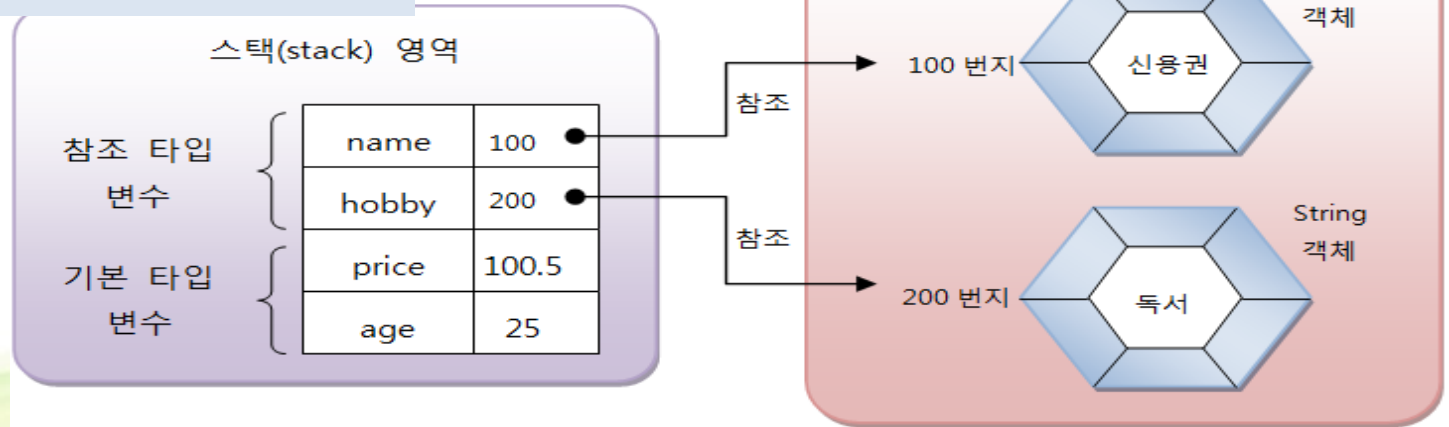 스택(stack) 영역
참조 타입
변수
name 100
hobby 200
기본 타입
변수
price 100.5
age 25
참조
참조
객체
100 번지
신용권
String
객체
200 번지
독서